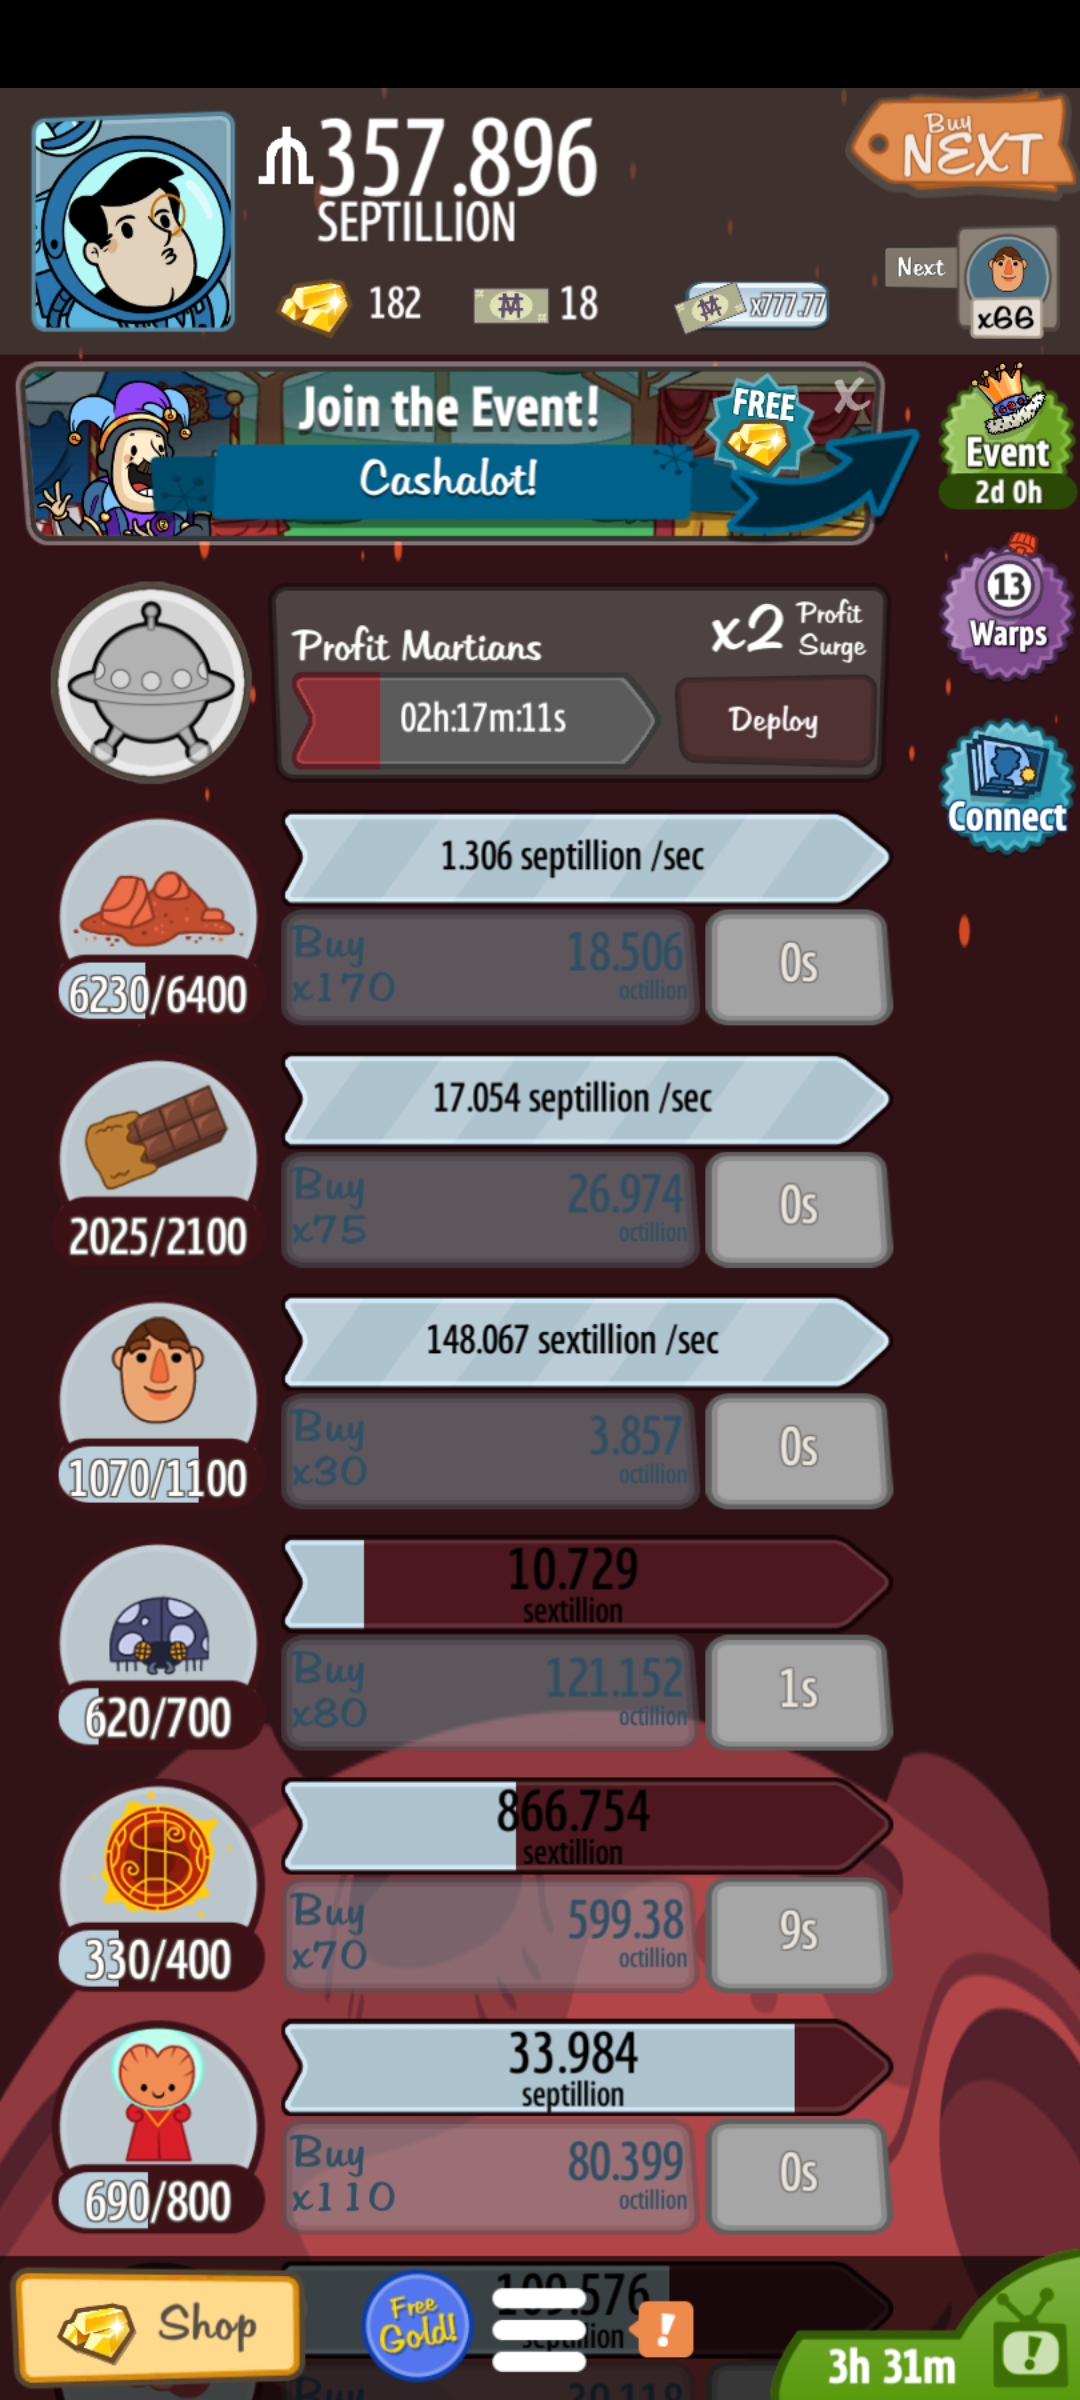 357.896
SEPTILLION
Buy
NEXT
182
18
x777.77
Next
x66
Join the Event!
FREE
X
Cashalot!
Event
2d 0h
Profit Martians
x2 Profit Surge
02h:17m:11s
Deploy
13
Warps
Connect
1.306 septillion /sec
Buy
x170
18.506
octillion
0s
6230/6400
17.054 septillion /sec
Buy
x75
26.974
octillion
0s
2025/2100
148.067 sextillion /sec
Buy
x30
3.857
octillion
0s
1070/1100
10.729
sextillion
Buy
x80
121.152
octillion
1s
620/700
866.754
sextillion
Buy
x70
599.38
octillion
9s
330/400
33.984
septillion
Buy
x110
80.399
octillion
0s
690/800
Shop
Free
Gold!
!
3h 31m
!
Buy